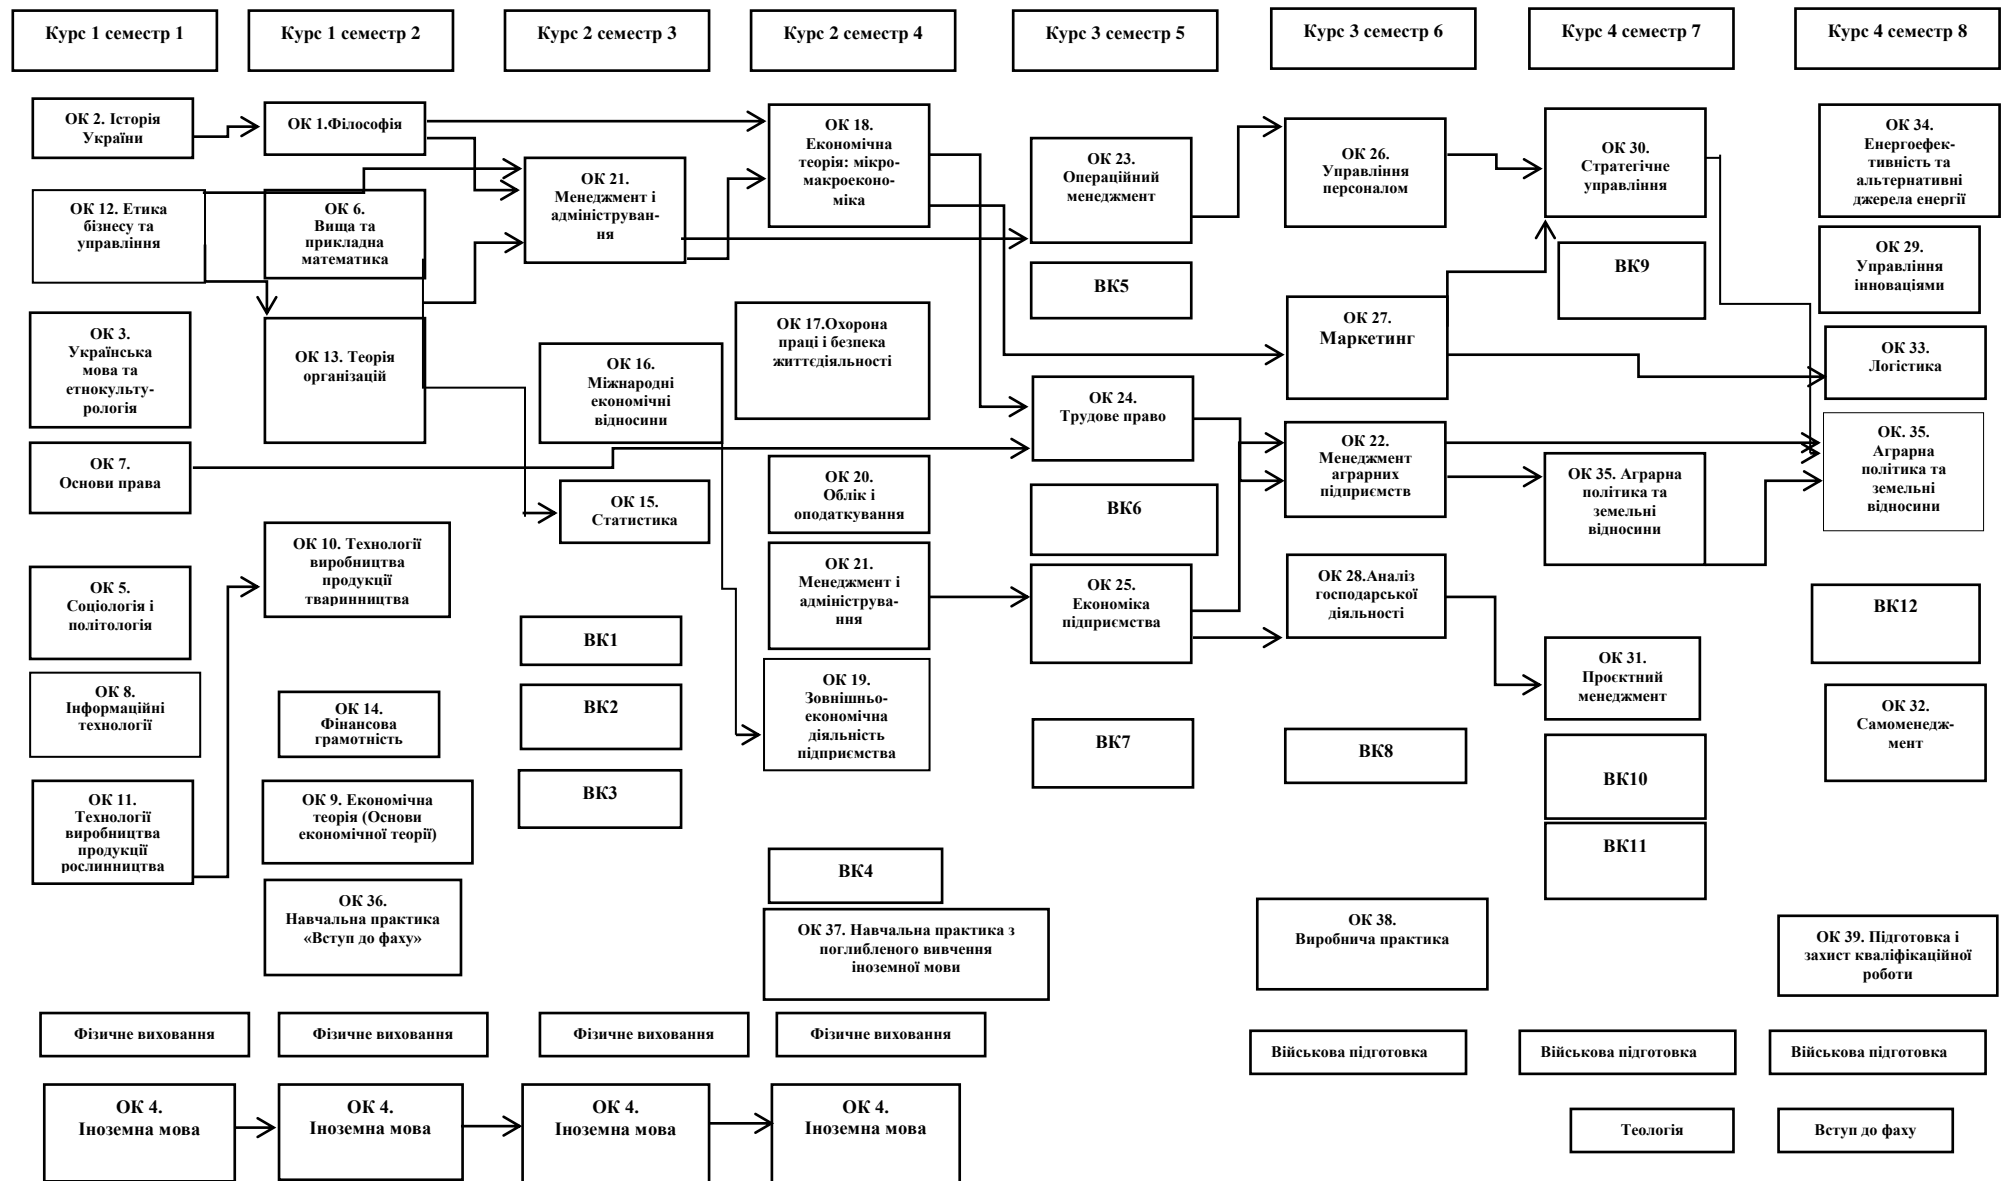 Курс 1 семестр 1
Курс 1 семестр 2
Курс 2 семестр 3
Курс 2 семестр 4
Курс 3 семестр 5
Курс 3 семестр 6
Курс 4 семестр 7
Курс 4 семестр 8
ОК 2. Історія
України
ОК 12. Етика
бізнесу та
управління
ОК 3.
Українська
мова та
етнокульту-
рологія
ОК 7.
Основи права
ОК 5.
Соціологія і
політологія
ОК 8.
Інформаційні
технології
ОК 11.
Технології
виробництва
продукції
рослинництва
Фізичне виховання
ОК 4.
Іноземна мова
ОК 1.Філософія
ОК 6.
Вища та
прикладна
математика
ОК 13. Теорія
організацій
ОК 10. Технології
виробництва
продукції
тваринництва
ОК 14.
Фінансова
грамотність
ОК 9. Економічна
теорія (Основи
економічної теорії)
ОК 36.
Навчальна практика
«Вступ до фаху»
Фізичне виховання
ОК 4.
Іноземна мова
ОК 21.
Менеджмент і
адмініструван-
ня
ОК 16.
Міжнародні
економічні
відносини
ОК 15.
Статистика
ВК1
ВК2
ВК3
Фізичне виховання
ОК 4.
Іноземна мова
ОК 18.
Економічна
теорія: мікро-
макроеконо-
міка
ОК 17.Охорона
праці і безпека
життєдіяльності
ОК 20.
Облік і
оподаткування
ОК 21.
Менеджмент і
адмініструва-
ння
ОК 19.
Зовнішньо-
економічна
діяльність
підприємства
ВК4
ОК 37. Навчальна практика з
поглибленого вивчення
іноземної мови
Фізичне виховання
ОК 4.
Іноземна мова
ОК 23.
Операційний
менеджмент
ВК5
ОК 24.
Трудове право
ВК6
ОК 25.
Економіка
підприємства
ВК7
ОК 26.
Управління
персоналом
ОК 27.
Маркетинг
ОК 22.
Менеджмент
аграрних
підприємств
ОК 28.Аналіз
господарської
діяльності
ВК8
ОК 38.
Виробнича практика
Військова підготовка
ОК 30.
Стратегічне
управління
ВК9
ОК 35. Аграрна
політика та
земельні
відносини
ОК 31.
Проєктний
менеджмент
ВК10
ВК11
Військова підготовка
Теологія
ОК 34.
Енергоефек-
тивність та
альтернативні
джерела енергії
ОК 29.
Управління
інноваціями
ОК 33.
Логістика
ОК. 35.
Аграрна
політика та
земельні
відносини
ВК12
ОК 32.
Самоменедж-
мент
ОК 39. Підготовка і
захист кваліфікаційної
роботи
Військова підготовка
Вступ до фаху